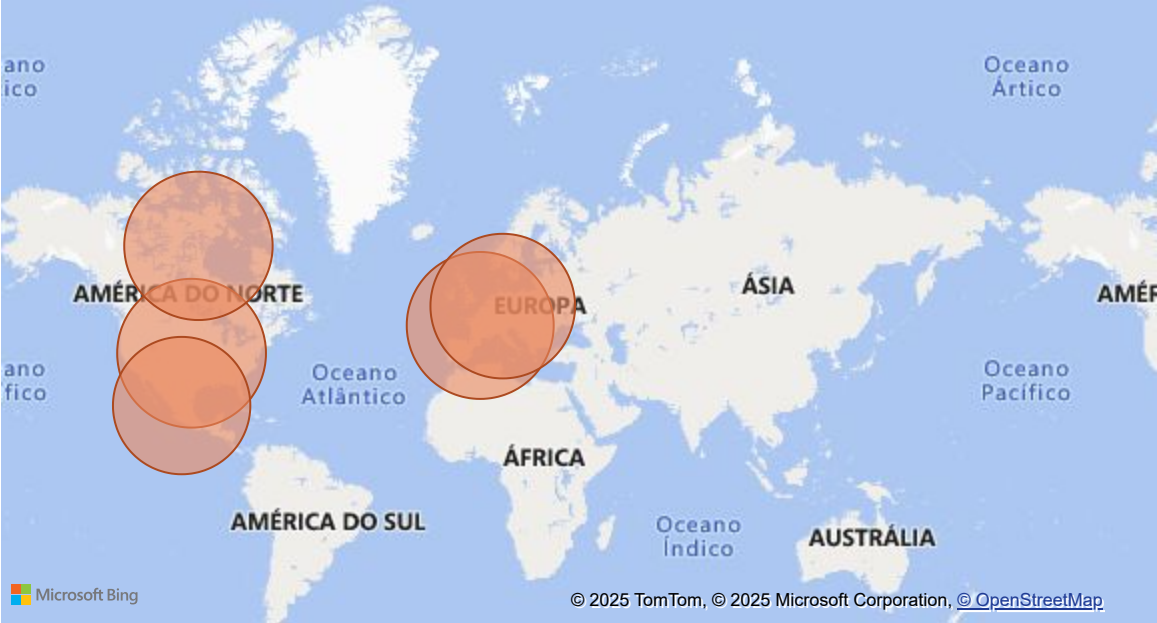 ano
ico
Oceano
Ártico
AMÉRICA DO NORTE
EUROPA
ÁSIA
AMÉR
ano
fico
Oceano
Atlântico
Oceano
Pacífico
ÁFRICA
AMÉRICA DO SUL
Oceano
Índico
AUSTRÁLIA
Microsoft Bing
© 2025 TomTom, © 2025 Microsoft Corporation, © OpenStreetMap